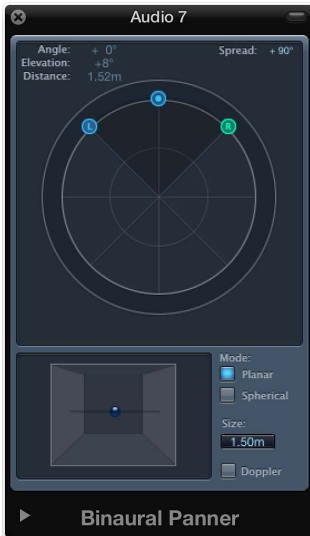 Audio 7
Angle: + 0° Spread: + 90°
Elevation: +8°
Distance: 1.52m
L R
Mode:
Planar
Spherical
Size:
1.50m
Doppler
Binaural Panner